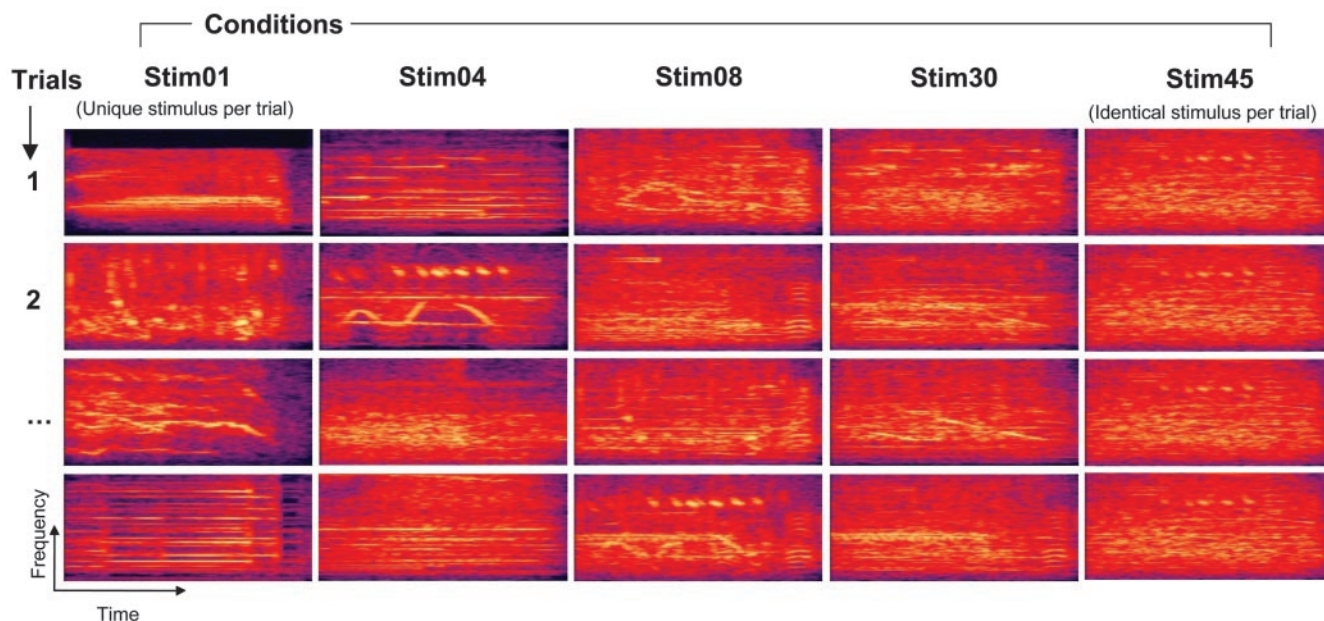 Conditions
Trials
Stim01
Stim04
Stim08
Stim30
Stim45
(Unique stimulus per trial)
(Identical stimulus per trial)
1
2
...
Frequency
Time